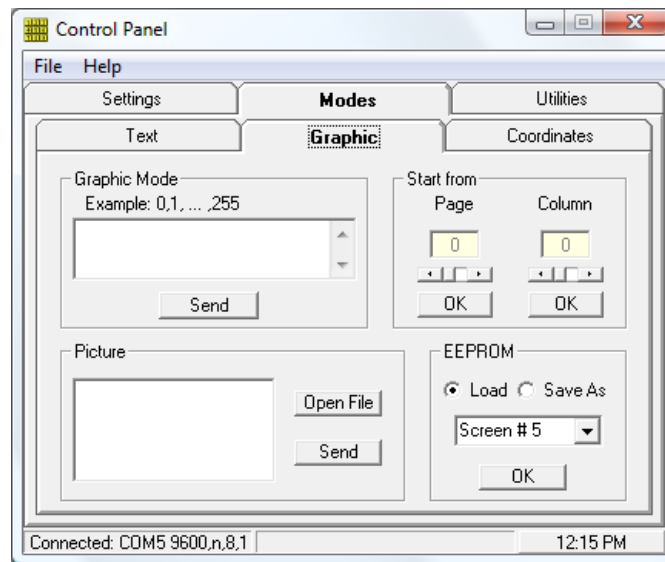 Control Panel
File Help
Settings Modes Utilities
Text Graphic Coordinates
Graphic Mode
Example: 0,1, ... ,255
Send
Start from
Page Column
0 0
OK OK
Picture
Open File
Send
EEPROM
Load Save As
Screen # 5
OK
Connected: COM5 9600,n,8,1 12:15 PM